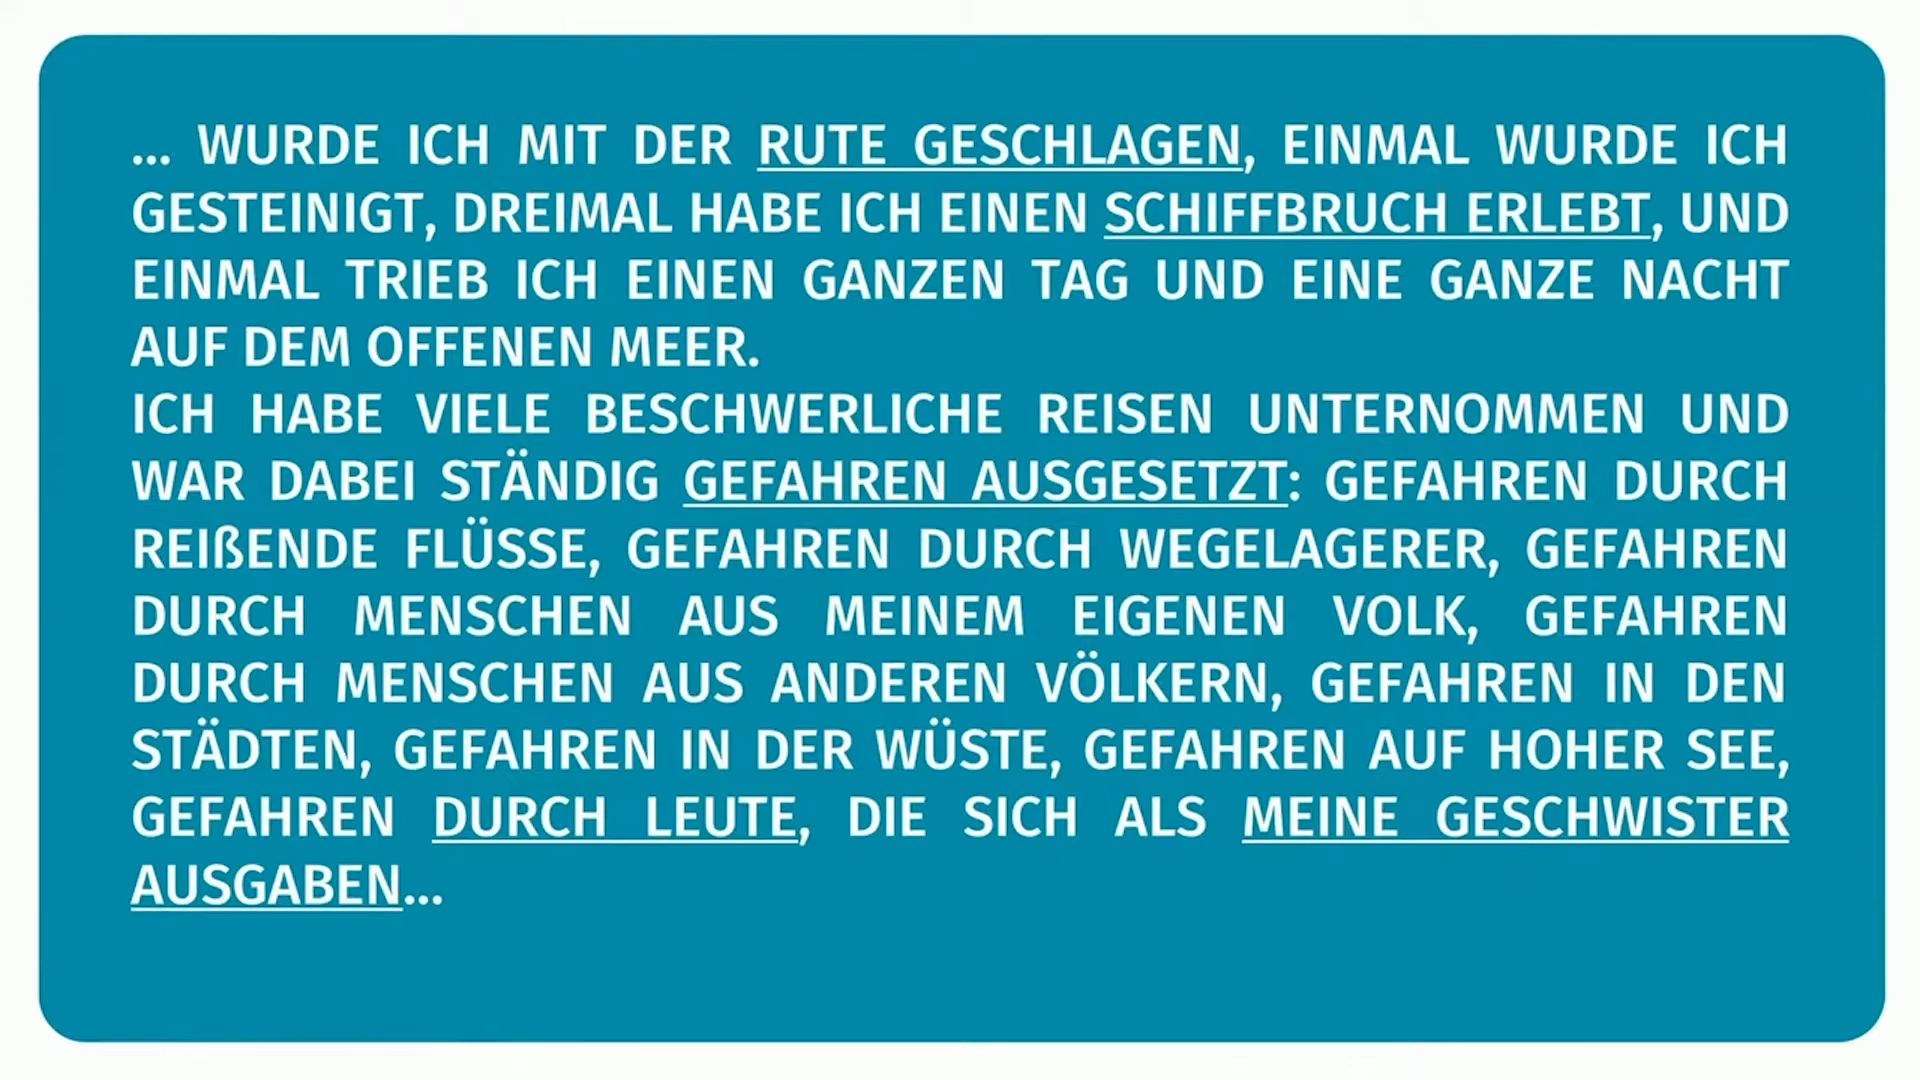 ... WURDE ICH MIT DER RUTE GESCHLAGEN, EINMAL WURDE ICH
GESTEINIGT, DREIMAL HABE ICH EINEN SCHIFFBRUCH ERLEBT, UND
EINMAL TRIEB ICH EINEN GANZEN TAG UND EINE GANZE NACHT
AUF DEM OFFENEN MEER.
ICH HABE VIELE BESCHWERLICHE REISEN UNTERNOMMEN UND
WAR DABEI STÄNDIG GEFAHREN AUSGESETZT: GEFAHREN DURCH
REIßENDE FLÜSSE, GEFAHREN DURCH WEGELAGERER, GEFAHREN
DURCH MENSCHEN AUS MEINEM EIGENEN VOLK, GEFAHREN
DURCH MENSCHEN AUS ANDEREN VÖLKERN, GEFAHREN IN DEN
STÄDTEN, GEFAHREN IN DER WÜSTE, GEFAHREN AUF HOHER SEE,
GEFAHREN DURCH LEUTE, DIE SICH ALS MEINE GESCHWISTER
AUSGABEN...